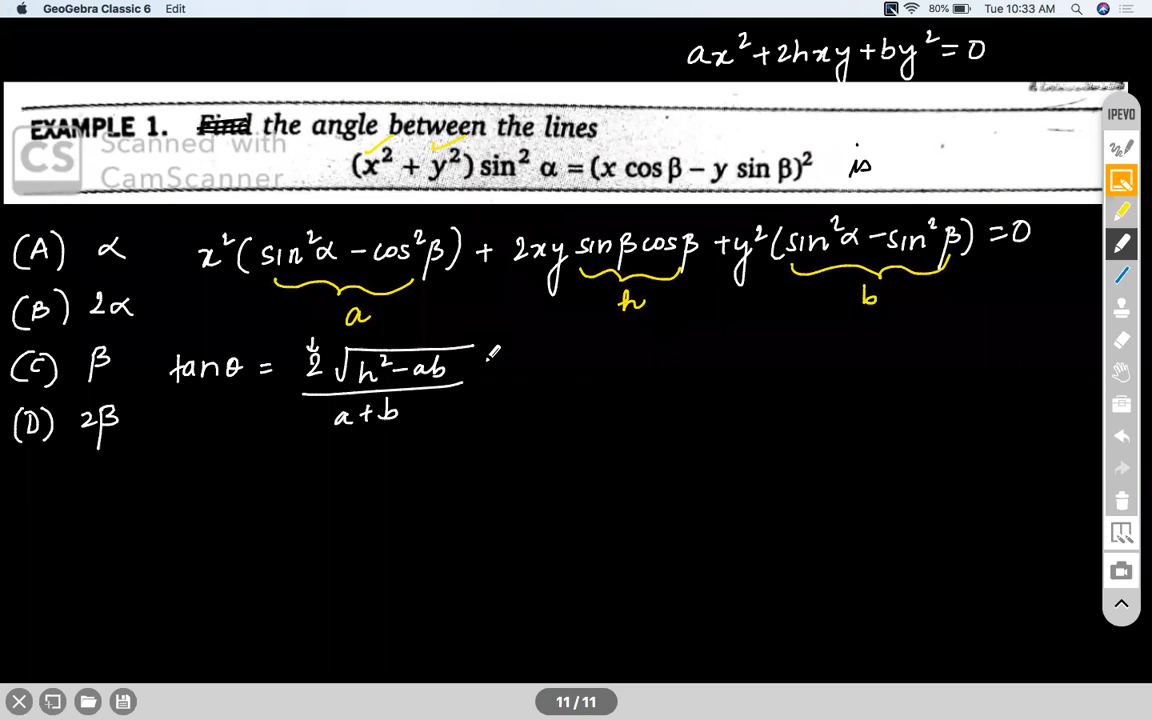 GeoGebra Classic 6 Edit 80% Tue 10:33 AM
ax² + 2hxy + by² = 0
EXAMPLE 1. Find the angle between the lines
(x² + y²) sin² α = (x cos β – y sin β)² is
CS Scanned with CamScanner
IPEVO
(A) α x²(sin²α – cos²β) + 2xy sinβ cosβ + y²(sin²α – sin²β) = 0
a h b
(B) 2α
(C) β tanθ = 2√(h² – ab) / a + b
(D) 2β
11 / 11